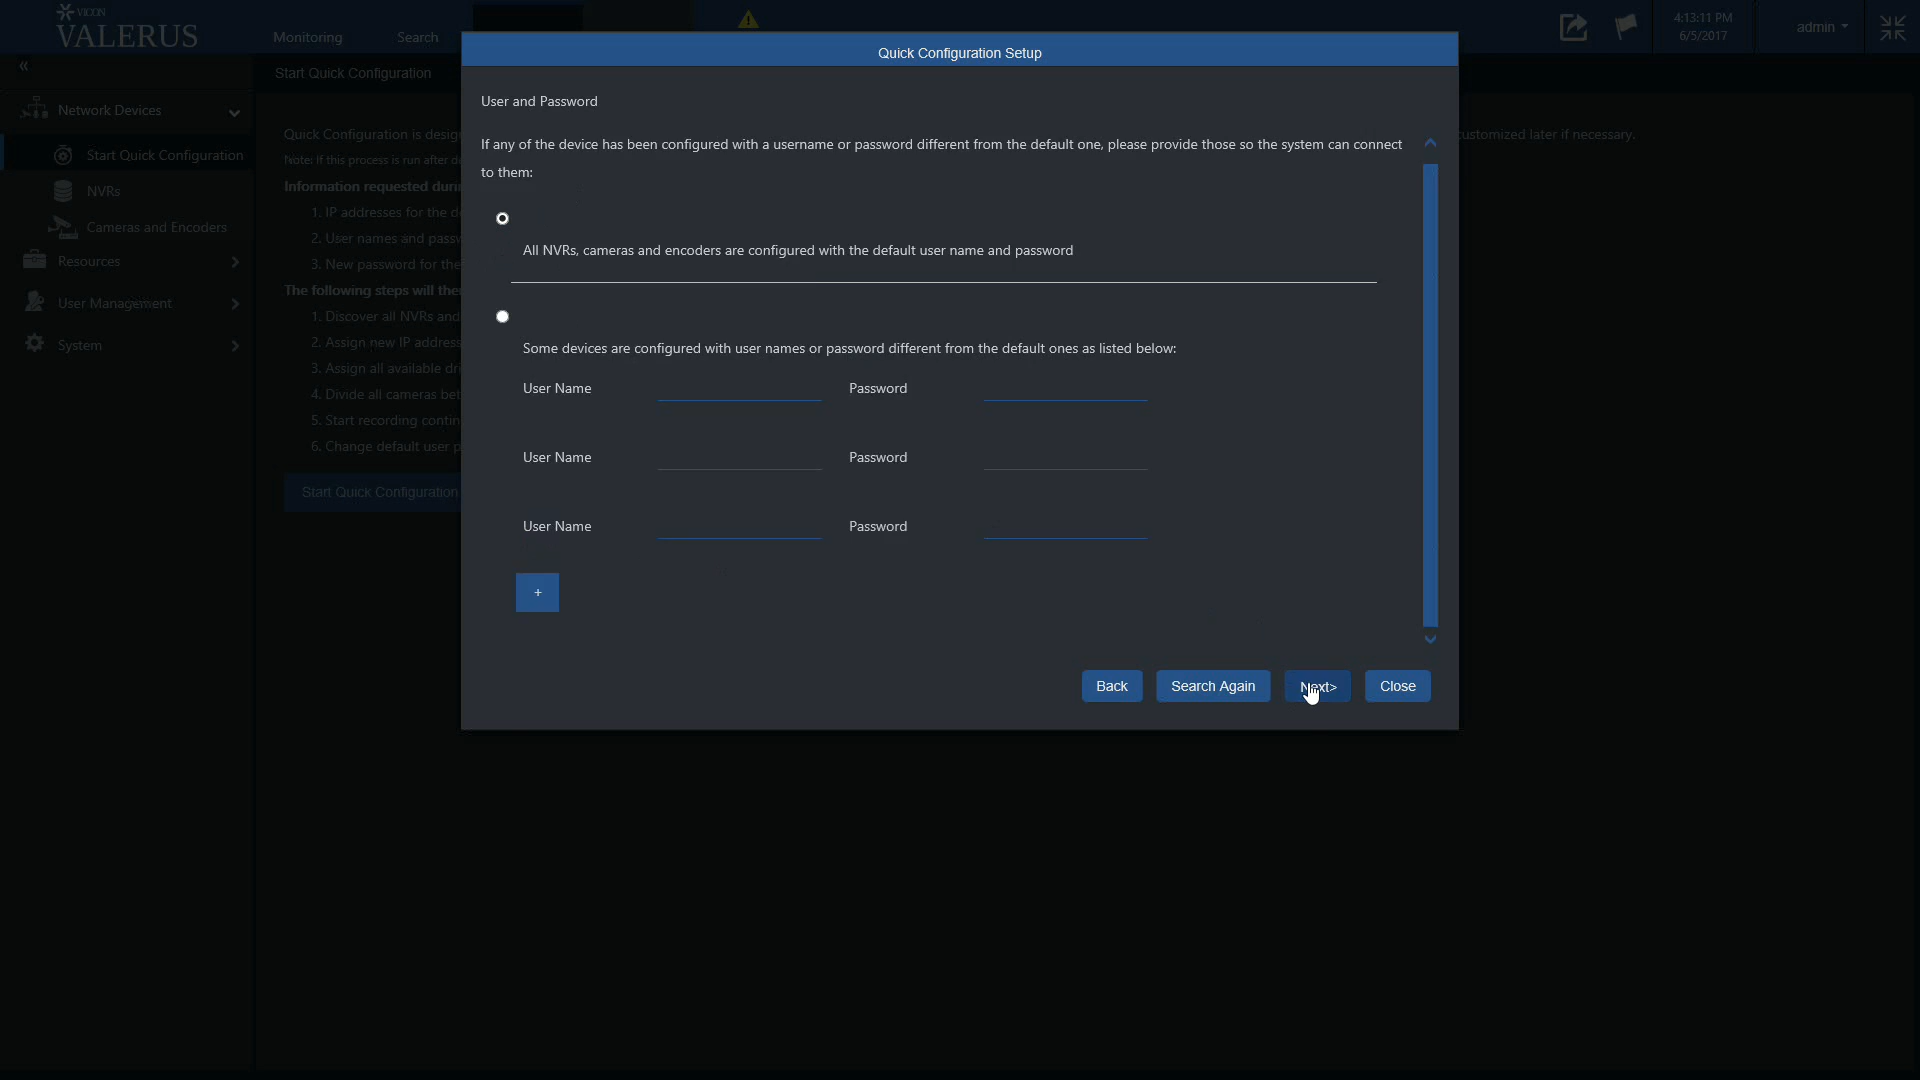 VICON
VALERUS
Monitoring
Search
4:13:11 PM
6/5/2017
admin
Quick Configuration Setup
«
Start Quick Configuration
Network Devices
Start Quick Configuration
NVRs
Cameras and Encoders
Resources
User Management
System
Quick Configuration is
customized later if necessary.
Note: If this process is run after
Information requested
1. IP addresses for the
2. User names and
3. New password for the
The following steps will
1. Discover all NVRs and
2. Assign new IP
3. Assign all available
4. Divide all cameras
5. Start recording
6. Change default user
Start Quick Configuration
User and Password
If any of the device has been configured with a username or password different from the default one, please provide those so the system can connect
to them:
All NVRs, cameras and encoders are configured with the default user name and password
Some devices are configured with user names or password different from the default ones as listed below:
User Name Password
User Name Password
User Name Password
+
Back Search Again Next> Close